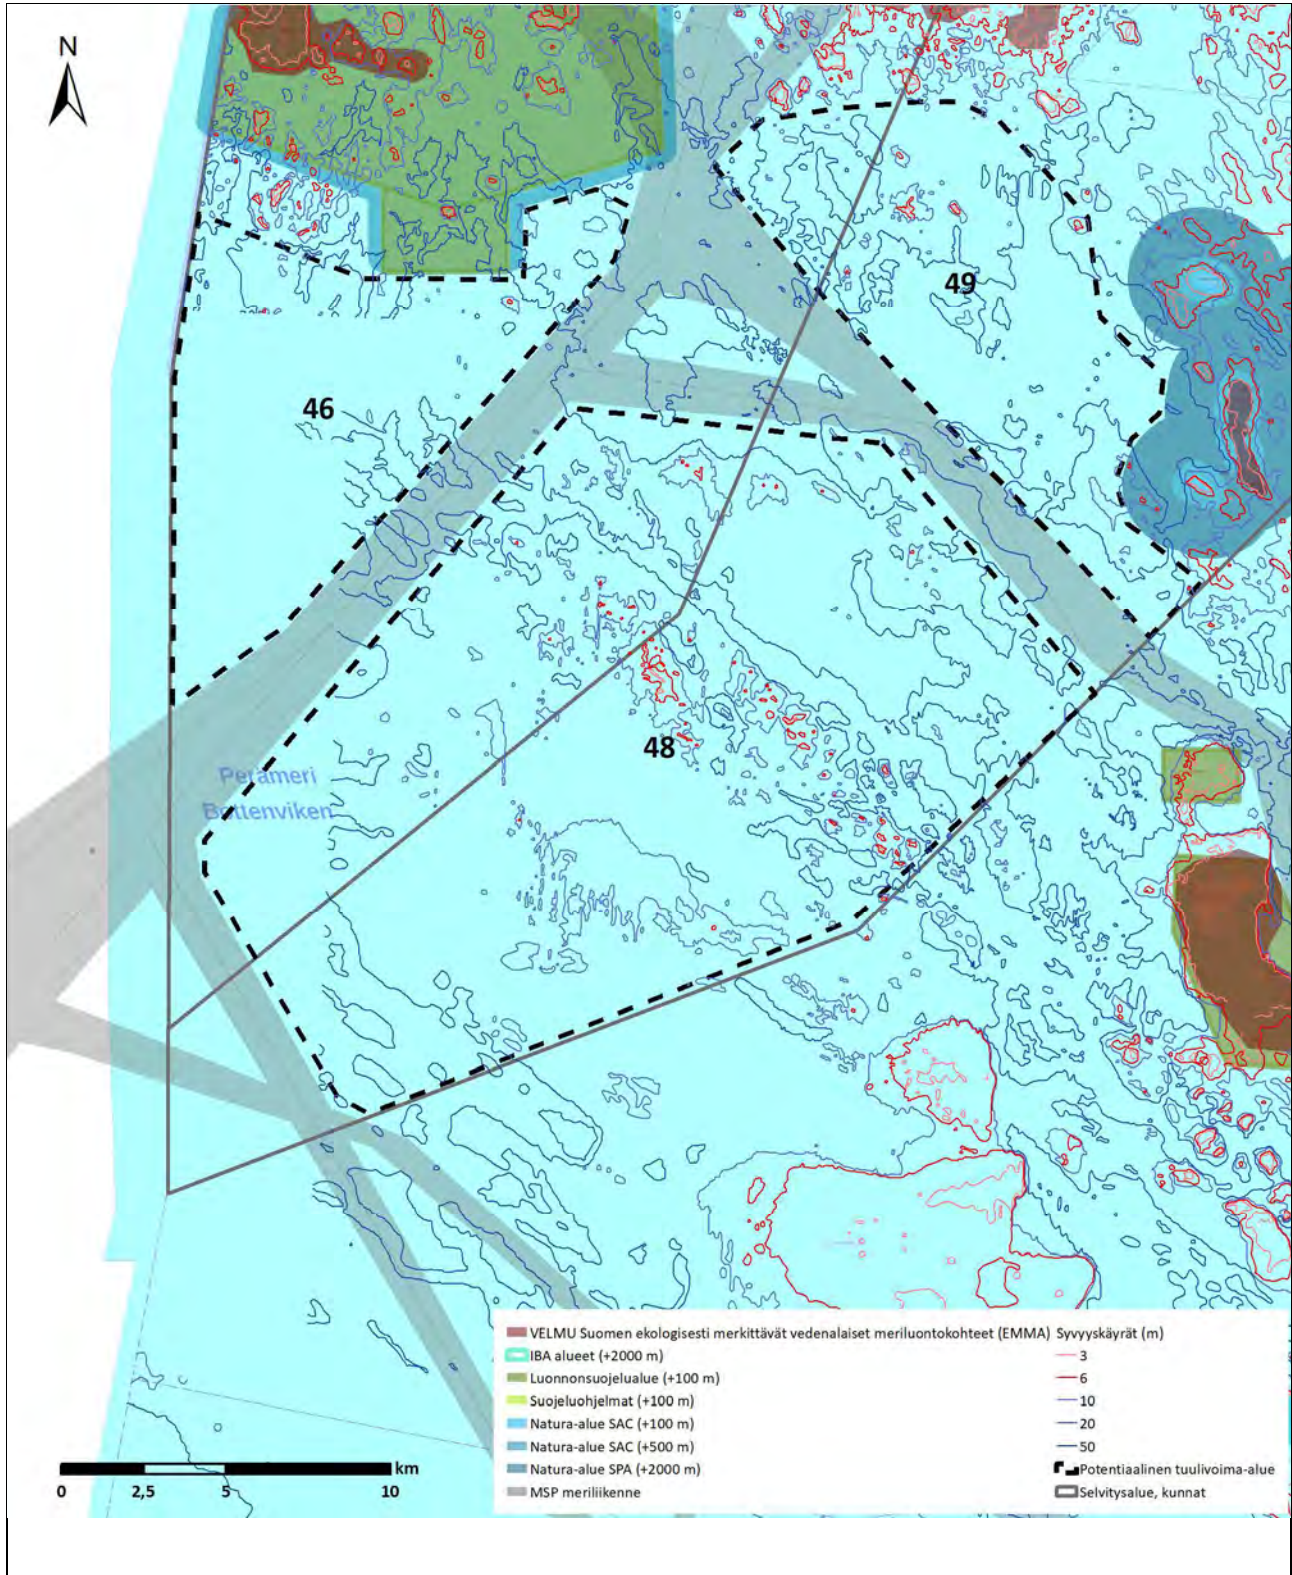 N
49
46
48
Perämeri
Bottenviken
VELMU Suomen ekologisesti merkittävät vedenalaiset meriluontokohteet (EMMA)
IBA alueet (+2000 m)
Luonnonsuojelualue (+100 m)
Suojeluohjelmat (+100 m)
Natura-alue SAC (+100 m)
Natura-alue SAC (+500 m)
Natura-alue SPA (+2000 m)
MSP meriliikenne
Syvyyskäyrät (m)
3
6
10
20
50
Potentiaalinen tuulivoima-alue
Selvitysalue, kunnat
km
0 2,5 5 10